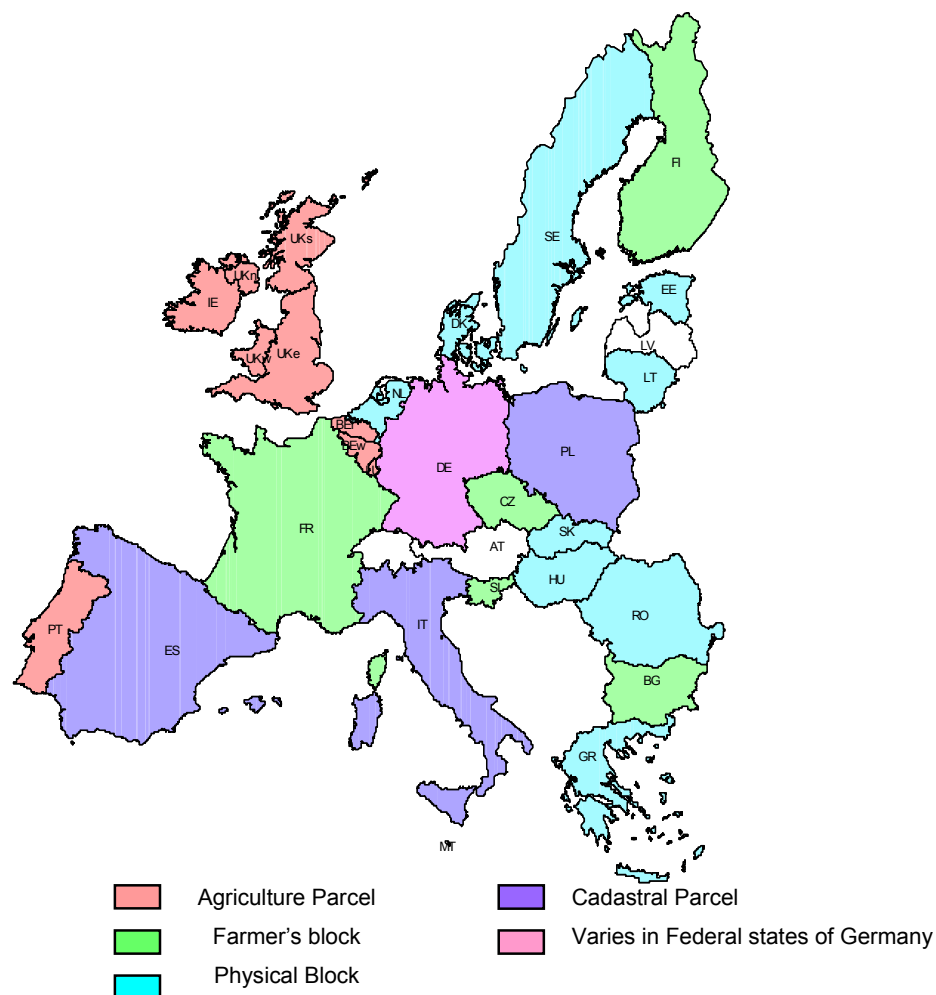 FI
UKs
SE
UKn
EE
IE
DK
UKw
UKe
LV
LT
NL
BEf
BEw
PL
DE
CZ
FR
SK
AT
HU
SI
RO
IT
PT
ES
BG
GR
MT
Agriculture Parcel
Cadastral Parcel
Farmer's block
Varies in Federal states of Germany
Physical Block